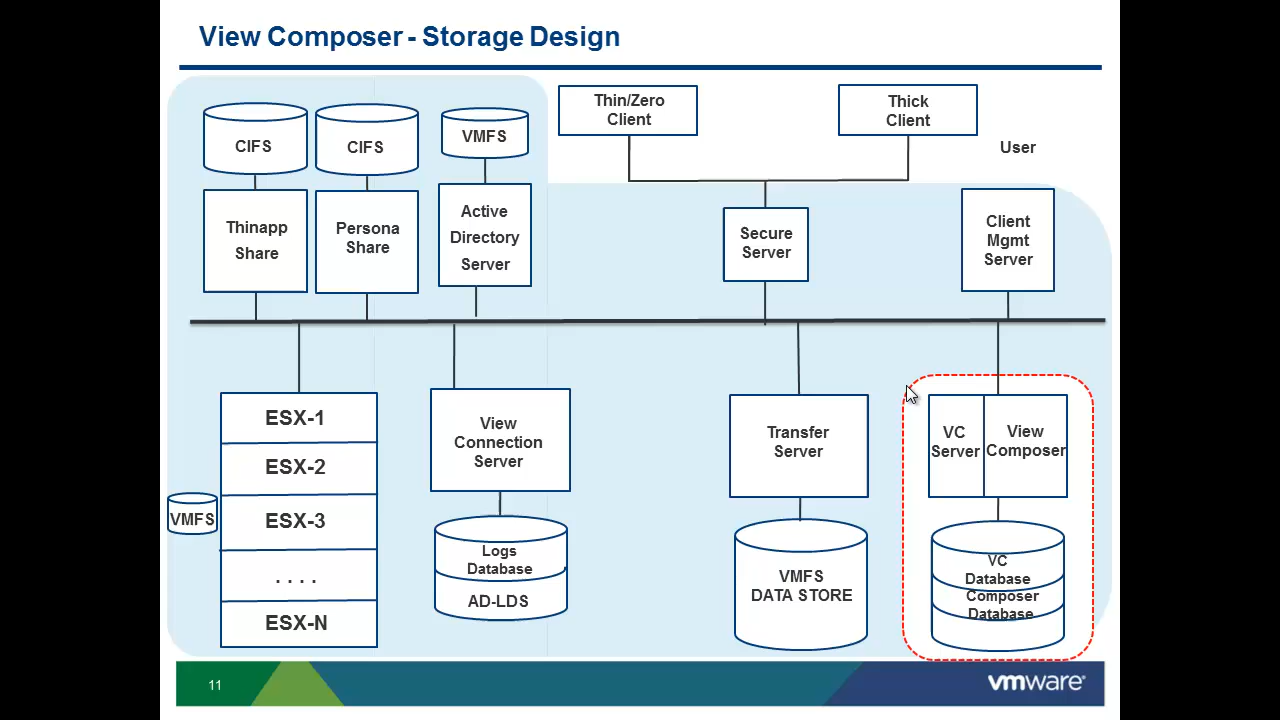 View Composer - Storage Design
Thin/Zero
Client
Thick
Client
User
CIFS
CIFS
VMFS
Thinapp
Share
Persona
Share
Active
Directory
Server
Secure
Server
Client
Mgmt
Server
ESX-1
ESX-2
ESX-3
. . . .
ESX-N
VMFS
View
Connection
Server
Logs
Database
AD-LDS
Transfer
Server
VMFS
DATA STORE
VC
Server
View
Composer
VC
Database
Composer
Database
11
vmware